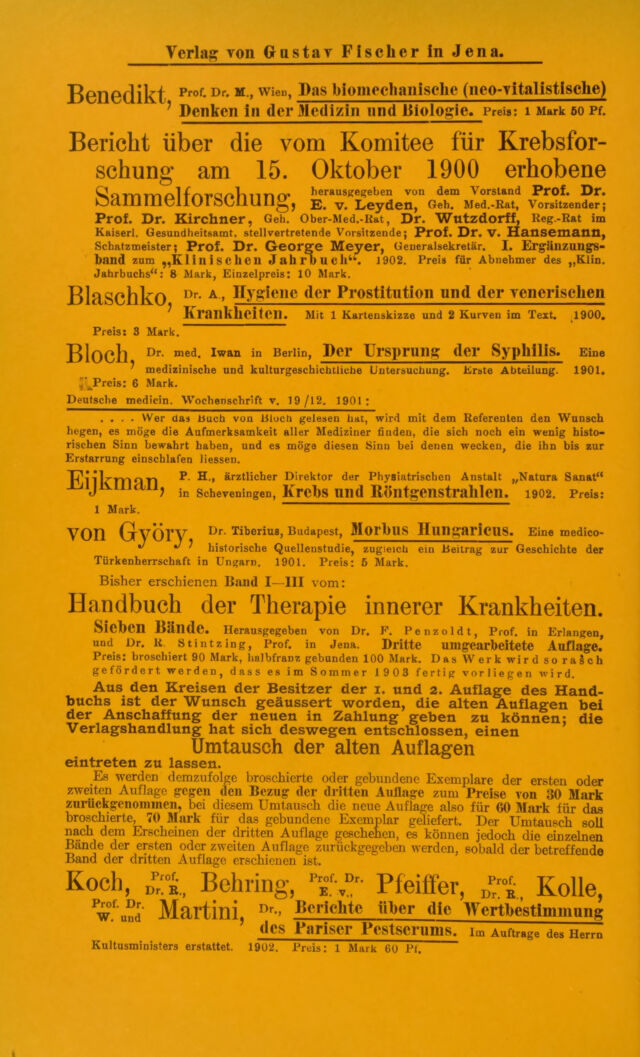 Verlag von Gustav Fischer in Jena.
Benedikt, Prof. Dr. M., Wien, Das biomechanische (neo-vitalistische)
Denken in der Medizin und Biologie. Preis: 1 Mark 50 Pf.
Bericht über die vom Komitee für Krebsfor-
schung am 15. Oktober 1900 erhobene
Sammelforschung, herausgegeben von dem Vorstand Prof. Dr.
E. v. Leyden, Geh. Med.-Rat, Vorsitzender;
Prof. Dr. Kirchner, Geh. Ober-Med.-Rat, Dr. Wutzdorff, Reg.-Rat im
Kaiserl. Gesundheitsamt, stellvertretende Vorsitzende; Prof. Dr. v. Hansemann,
Schatzmeister; Prof. Dr. George Meyer, Generalsekretär. I. Ergänzungs-
band zum „Klinischen Jahrbuch“. 1902. Preis für Abnehmer des „Klin.
Jahrbuchs“: 8 Mark, Einzelpreis: 10 Mark.
Blaschko, Dr. A., Hygiene der Prostitution und der venerischen
Krankheiten. Mit 1 Kartenskizze und 2 Kurven im Text. 1900.
Preis: 3 Mark.
Bloch, Dr. med. Iwan in Berlin, Der Ursprung der Syphilis. Eine
medizinische und kulturgeschichtliche Untersuchung. Erste Abteilung. 1901.
Preis: 6 Mark.
Deutsche medicin. Wochenschrift v. 19/12. 1901:
. . . . Wer das Buch von Bloch gelesen hat, wird mit dem Referenten den Wunsch
hegen, es möge die Aufmerksamkeit aller Mediziner finden, die sich noch ein wenig histo-
rischen Sinn bewahrt haben, und es möge diesen Sinn bei denen wecken, die ihn bis zur
Erstarrung einschlafen liessen.
Eijkman, P. H., ärztlicher Direktor der Physiatrischen Anstalt „Natura Sanat“
in Scheveningen, Krebs und Röntgenstrahlen. 1902. Preis:
1 Mark.
von Györy, Dr. Tiberius, Budapest, Morbus Hungaricus. Eine medico-
historische Quellenstudie, zugleich ein Beitrag zur Geschichte der
Türkenherrschaft in Ungarn. 1901. Preis: 5 Mark.
Bisher erschienen Band I—III vom:
Handbuch der Therapie innerer Krankheiten.
Sieben Bände. Herausgegeben von Dr. F. Penzoldt, Prof. in Erlangen,
und Dr. R. Stintzing, Prof. in Jena. Dritte umgearbeitete Auflage.
Preis: broschiert 90 Mark, halbfranz gebunden 100 Mark. Das Werk wird so rasch
gefördert werden, dass es im Sommer 1903 fertig vorliegen wird.
Aus den Kreisen der Besitzer der 1. und 2. Auflage des Hand-
buchs ist der Wunsch geäussert worden, die alten Auflagen bei
der Anschaffung der neuen in Zahlung geben zu können; die
Verlagshandlung hat sich deswegen entschlossen, einen
Umtausch der alten Auflagen
eintreten zu lassen.
Es werden demzufolge broschierte oder gebundene Exemplare der ersten oder
zweiten Auflage gegen den Bezug der dritten Auflage zum Preise von 30 Mark
zurückgenommen, bei diesem Umtausch die neue Auflage also für 60 Mark für das
broschierte, 70 Mark für das gebundene Exemplar geliefert. Der Umtausch soll
nach dem Erscheinen der dritten Auflage geschehen, es können jedoch die einzelnen
Bände der ersten oder zweiten Auflage zurückgegeben werden, sobald der betreffende
Band der dritten Auflage erschienen ist.
Koch, Prof. Dr. R., Behring, Prof. Dr. E. v., Pfeiffer, Prof. Dr. R., Kolle,
Prof. Dr. W. und Martini, Dr., Berichte über die Wertbestimmung
des Pariser Pestserums. Im Auftrage des Herrn
Kultusministers erstattet. 1902. Preis: 1 Mark 60 Pf.